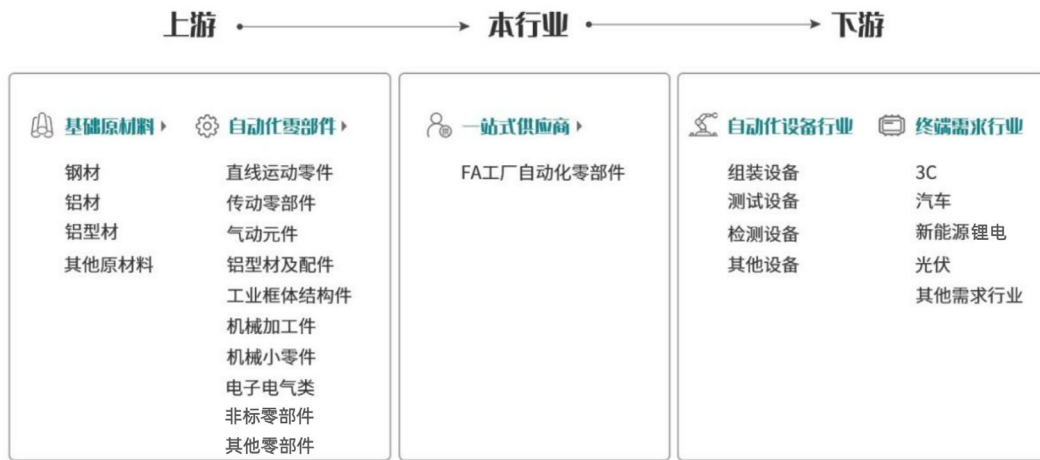 上游
本行业
下游
基础原材料
钢材
铝材
铝型材
其他原材料
自动化零部件
直线运动零件
传动零部件
气动元件
铝型材及配件
工业框体结构件
机械加工件
机械小零件
电子电气类
非标零部件
其他零部件
一站式供应商
FA工厂自动化零部件
自动化设备行业
组装设备
测试设备
检测设备
其他设备
终端需求行业
3C
汽车
新能源锂电
光伏
其他需求行业